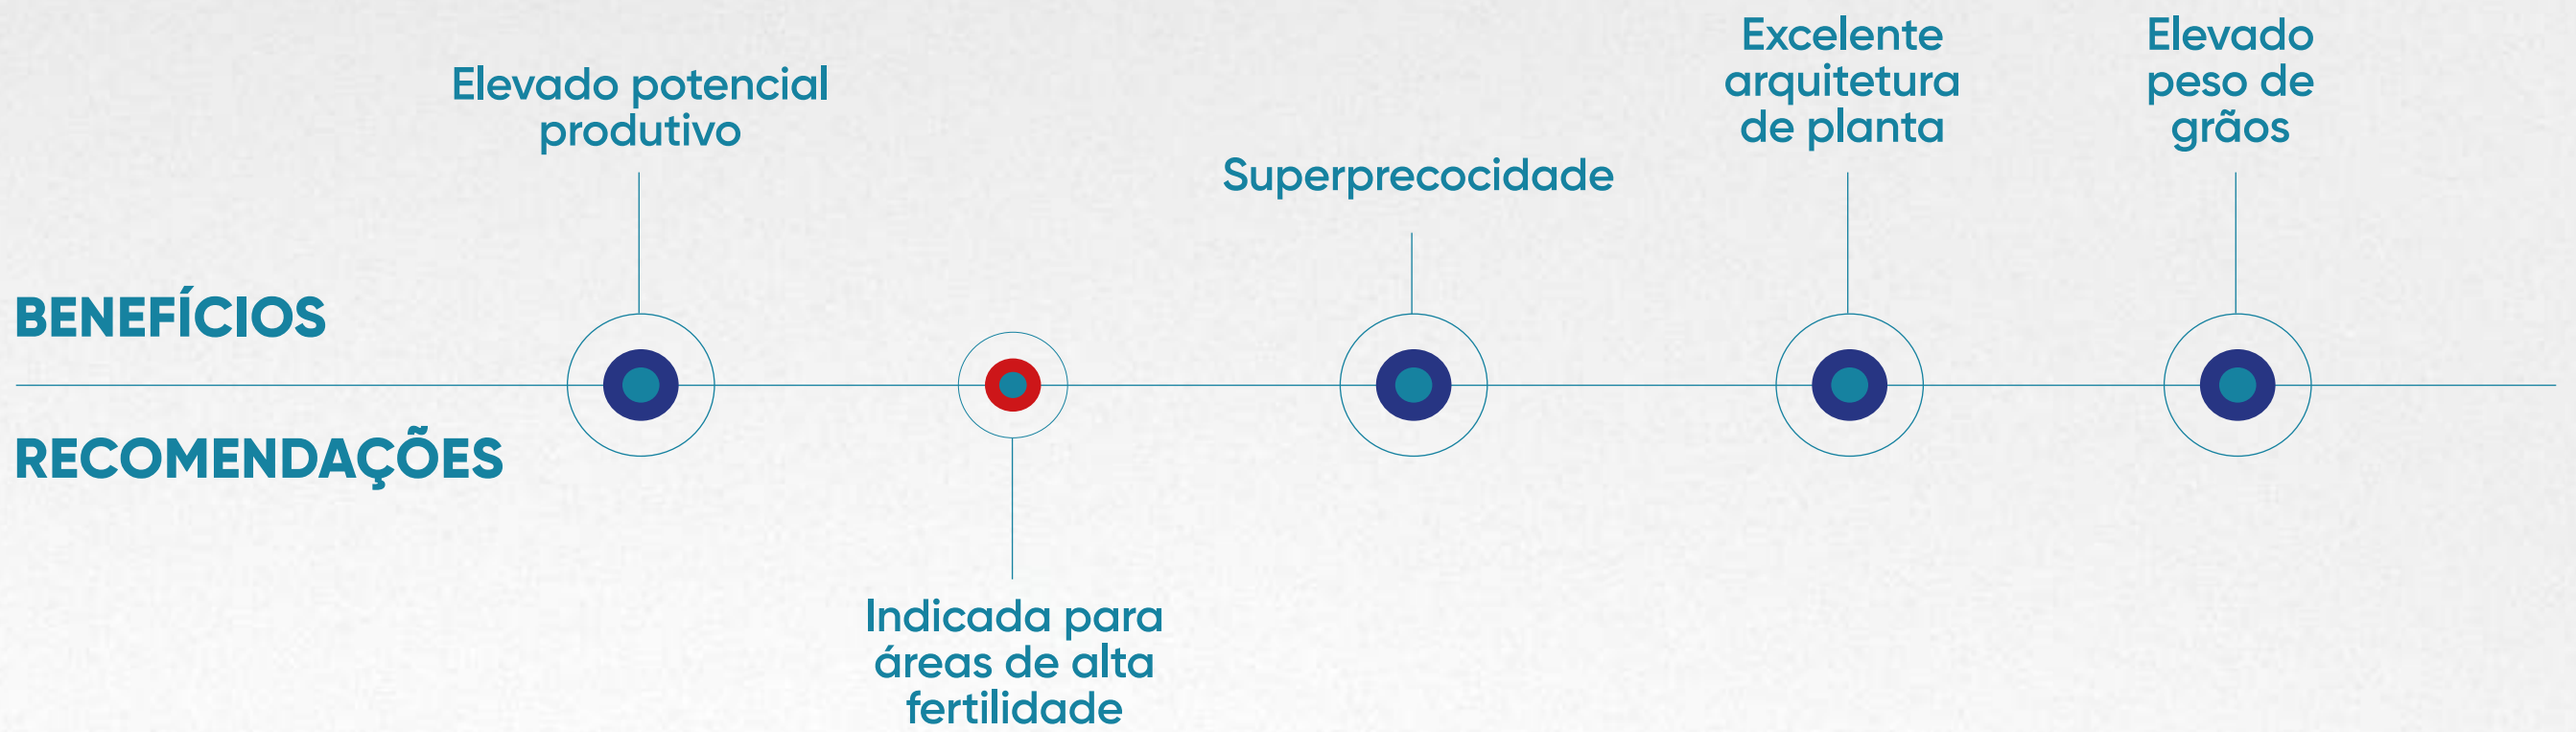 Elevado potencial
produtivo
Superprecocidade
Excelente
arquitetura
de planta
Elevado
peso de
grãos
BENEFÍCIOS
RECOMENDAÇÕES
Indicada para
áreas de alta
fertilidade